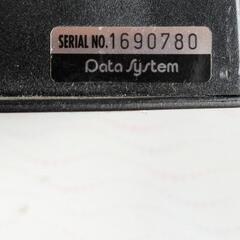 SERIAL NO.1690780
Data System